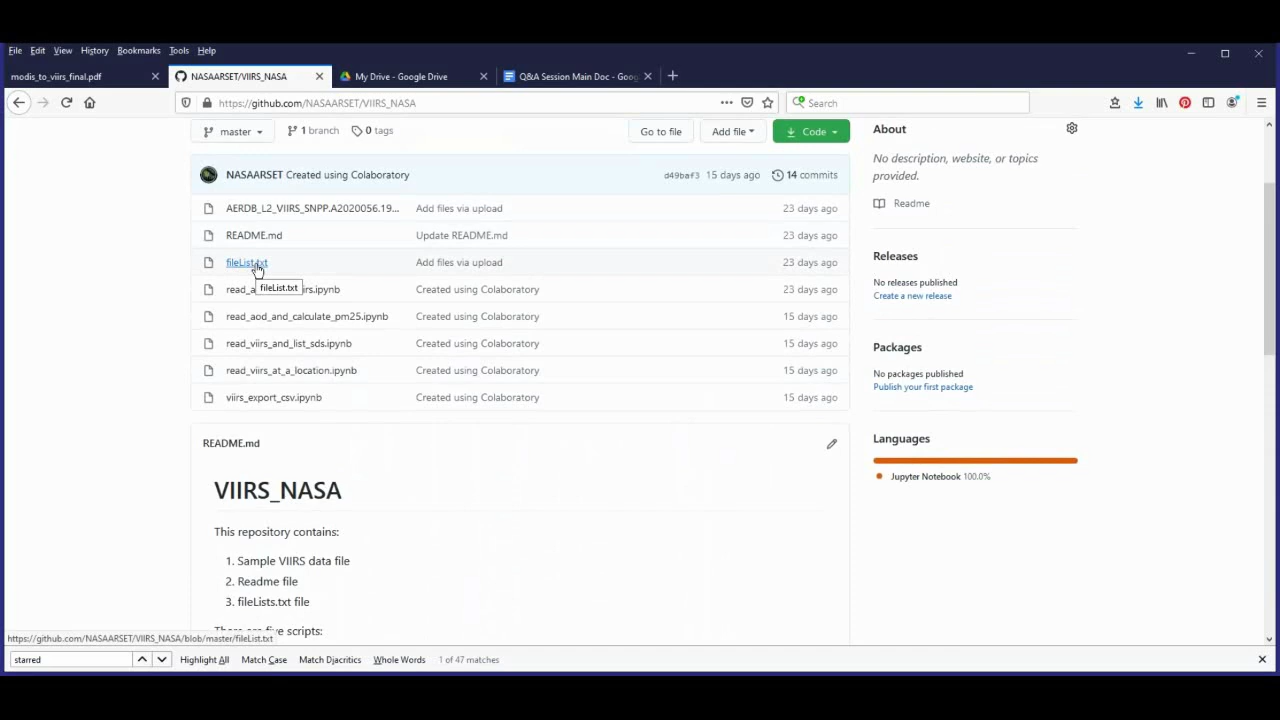 File Edit View History Bookmarks Tools Help
modis_to_viirs_final.pdf
NASAARSET/VIIRS_NASA
My Drive - Google Drive
Q&A Session Main Doc - Goog
https://github.com/NASAARSET/VIIRS_NASA
Search
master
1 branch
0 tags
Go to file
Add file
Code
NASAARSET Created using Colaboratory
d49baf3 15 days ago
14 commits
AERDB_L2_VIIRS_SNPP.A2020056.19... Add files via upload 23 days ago
README.md Update README.md 23 days ago
fileList.txt Add files via upload 23 days ago
fileList.txt
irs.ipynb Created using Colaboratory 23 days ago
read_aod_and_calculate_pm25.ipynb Created using Colaboratory 15 days ago
read_viirs_and_list_sds.ipynb Created using Colaboratory 15 days ago
read_viirs_at_a_location.ipynb Created using Colaboratory 15 days ago
viirs_export_csv.ipynb Created using Colaboratory 15 days ago
README.md
VIIRS_NASA
This repository contains:
1. Sample VIIRS data file
2. Readme file
3. fileLists.txt file
There are five scripts:
About
No description, website, or topics
provided.
Readme
Releases
No releases published
Create a new release
Packages
No packages published
Publish your first package
Languages
Jupyter Notebook 100.0%
https://github.com/NASAARSET/VIIRS_NASA/blob/master/fileList.txt
starred
Highlight All Match Case Match Diacritics Whole Words 1 of 47 matches